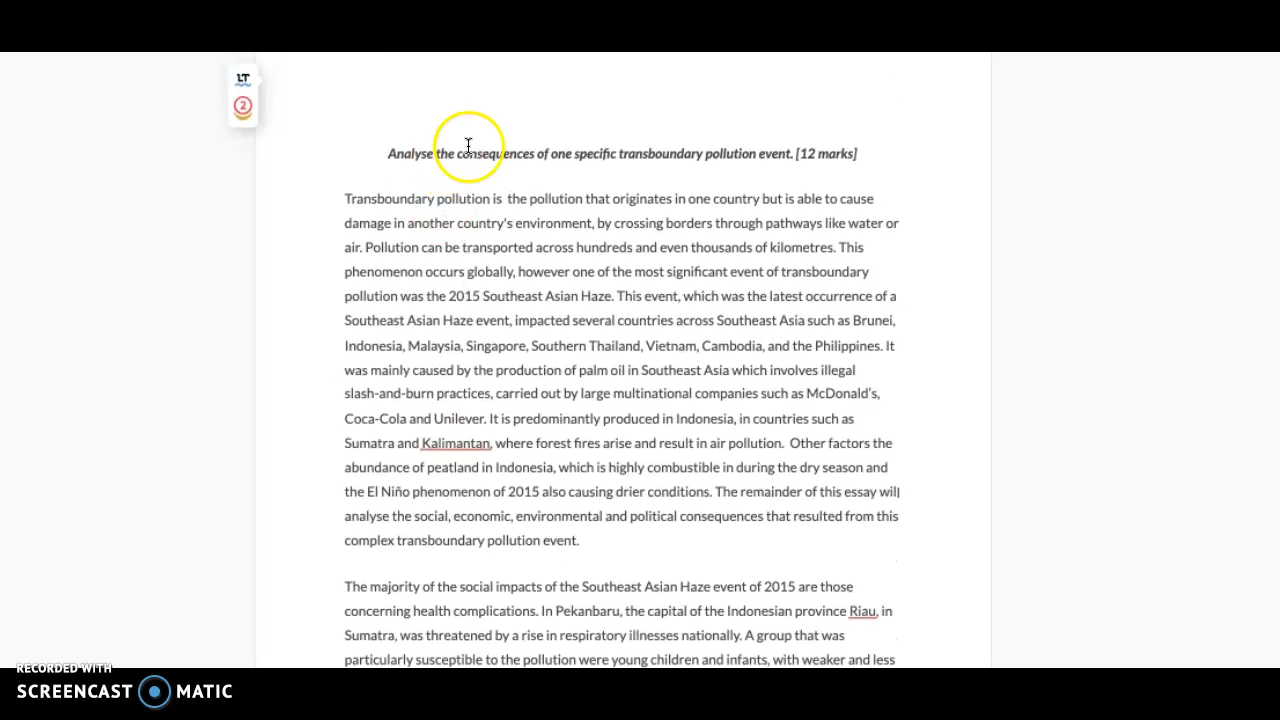 LT
2
Analyse the consequences of one specific transboundary pollution event. [12 marks]
Transboundary pollution is  the pollution that originates in one country but is able to cause
damage in another country's environment, by crossing borders through pathways like water or
air. Pollution can be transported across hundreds and even thousands of kilometres. This
phenomenon occurs globally, however one of the most significant event of transboundary
pollution was the 2015 Southeast Asian Haze. This event, which was the latest occurrence of a
Southeast Asian Haze event, impacted several countries across Southeast Asia such as Brunei,
Indonesia, Malaysia, Singapore, Southern Thailand, Vietnam, Cambodia, and the Philippines. It
was mainly caused by the production of palm oil in Southeast Asia which involves illegal
slash-and-burn practices, carried out by large multinational companies such as McDonald's,
Coca-Cola and Unilever. It is predominantly produced in Indonesia, in countries such as
Sumatra and Kalimantan, where forest fires arise and result in air pollution.  Other factors the
abundance of peatland in Indonesia, which is highly combustible in during the dry season and
the El Niño phenomenon of 2015 also causing drier conditions. The remainder of this essay will
analyse the social, economic, environmental and political consequences that resulted from this
complex transboundary pollution event.
The majority of the social impacts of the Southeast Asian Haze event of 2015 are those
concerning health complications. In Pekanbaru, the capital of the Indonesian province Riau, in
Sumatra, was threatened by a rise in respiratory illnesses nationally. A group that was
particularly susceptible to the pollution were young children and infants, with weaker and less
RECORDED WITH
SCREENCAST MATIC